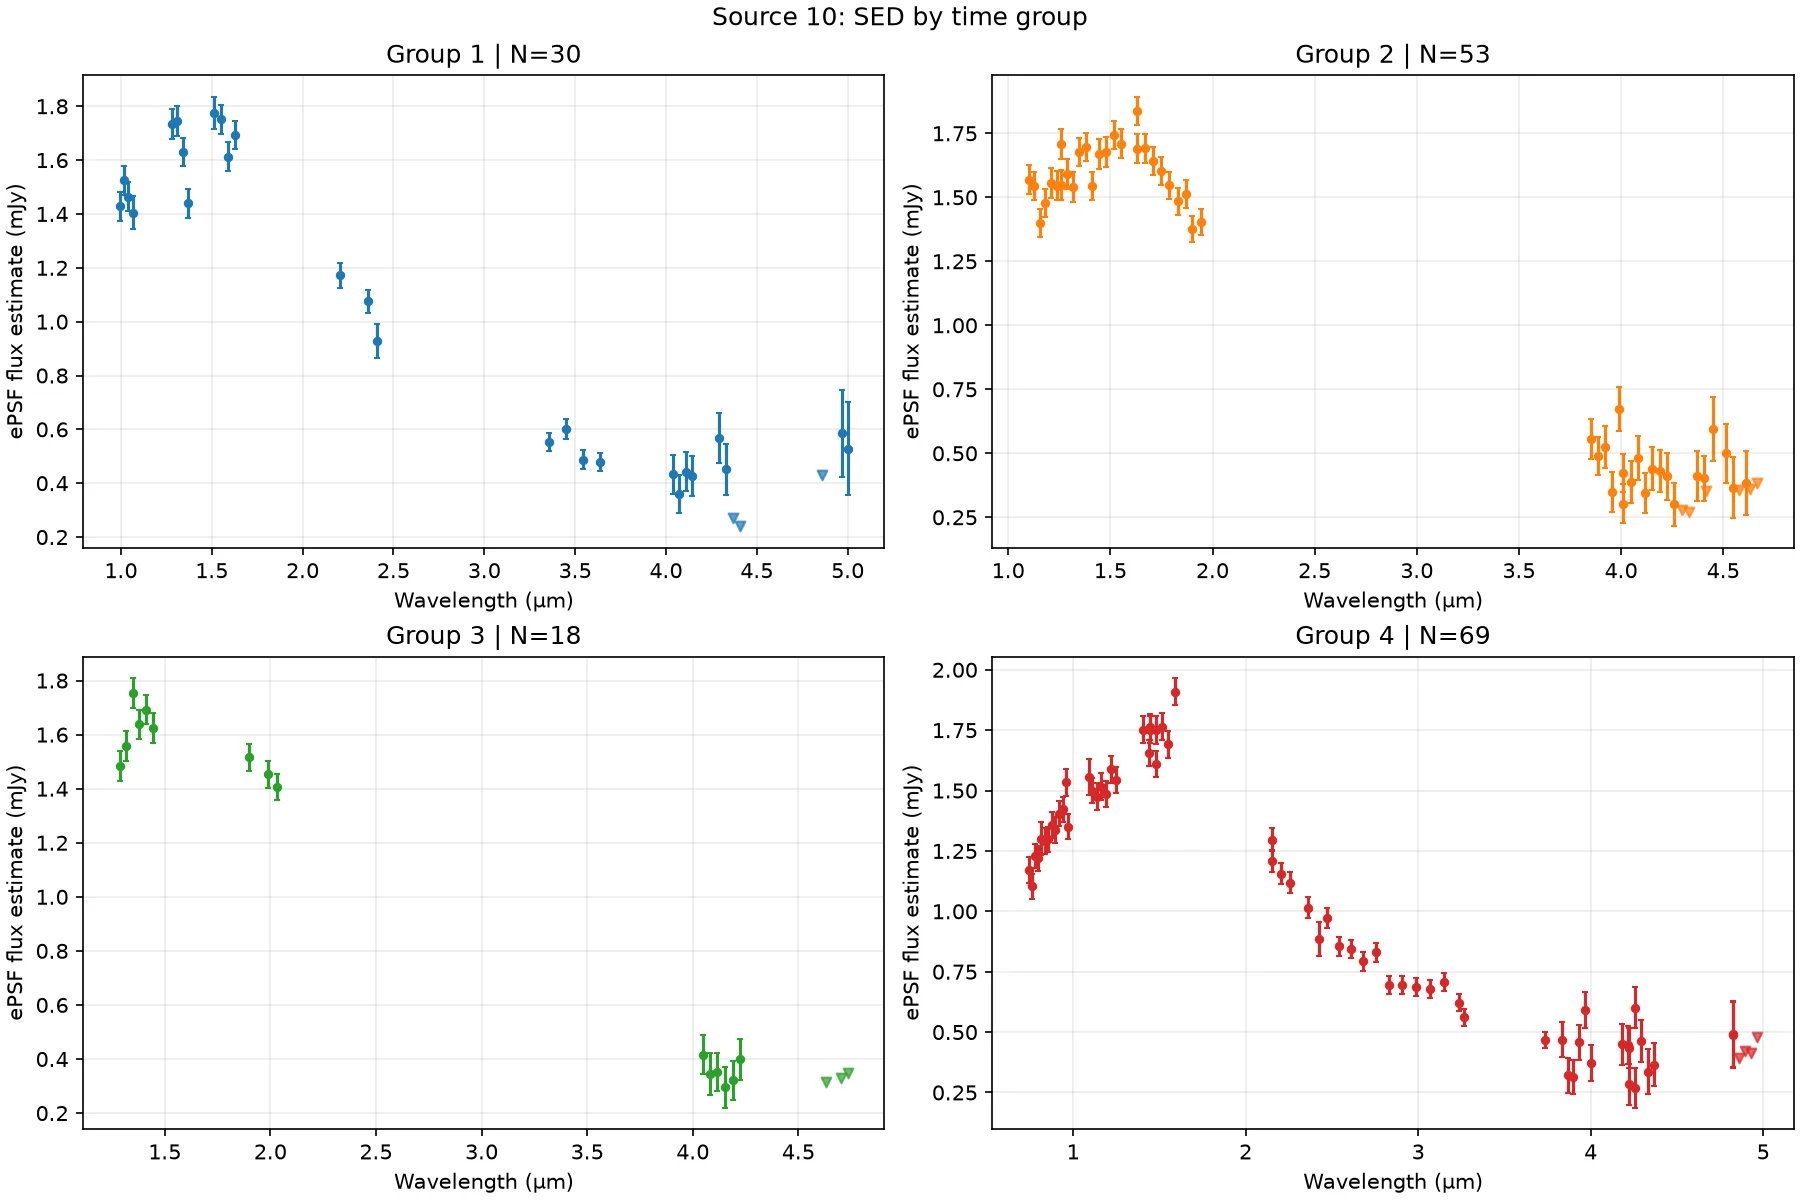 Source 10: SED by time group
Group 1 | N=30
ePSF flux estimate (mJy)
1.8
1.6
1.4
1.2
1.0
0.8
0.6
0.4
0.2
1.0 1.5 2.0 2.5 3.0 3.5 4.0 4.5 5.0
Wavelength (µm)
Group 2 | N=53
ePSF flux estimate (mJy)
1.75
1.50
1.25
1.00
0.75
0.50
0.25
1.0 1.5 2.0 2.5 3.0 3.5 4.0 4.5
Wavelength (µm)
Group 3 | N=18
ePSF flux estimate (mJy)
1.8
1.6
1.4
1.2
1.0
0.8
0.6
0.4
0.2
1.5 2.0 2.5 3.0 3.5 4.0 4.5
Wavelength (µm)
Group 4 | N=69
ePSF flux estimate (mJy)
2.00
1.75
1.50
1.25
1.00
0.75
0.50
0.25
1 2 3 4 5
Wavelength (µm)